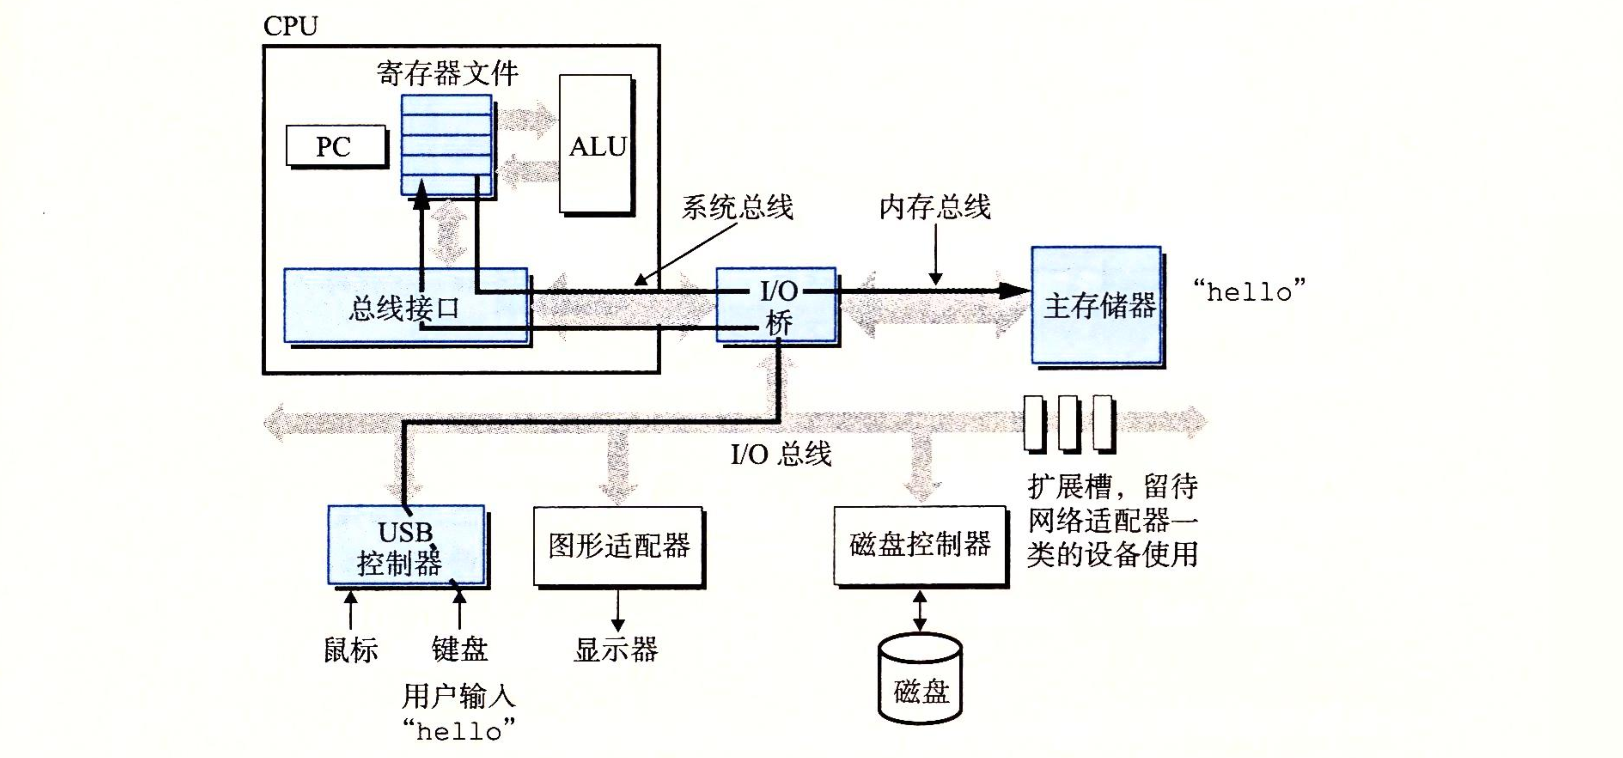 CPU
寄存器文件
PC
ALU
系统总线
内存总线
总线接口
I/O
桥
主存储器
“hello”
I/O 总线
扩展槽，留待
网络适配器一
类的设备使用
USB
控制器
图形适配器
磁盘控制器
鼠标
键盘
显示器
磁盘
用户输入
“hello”